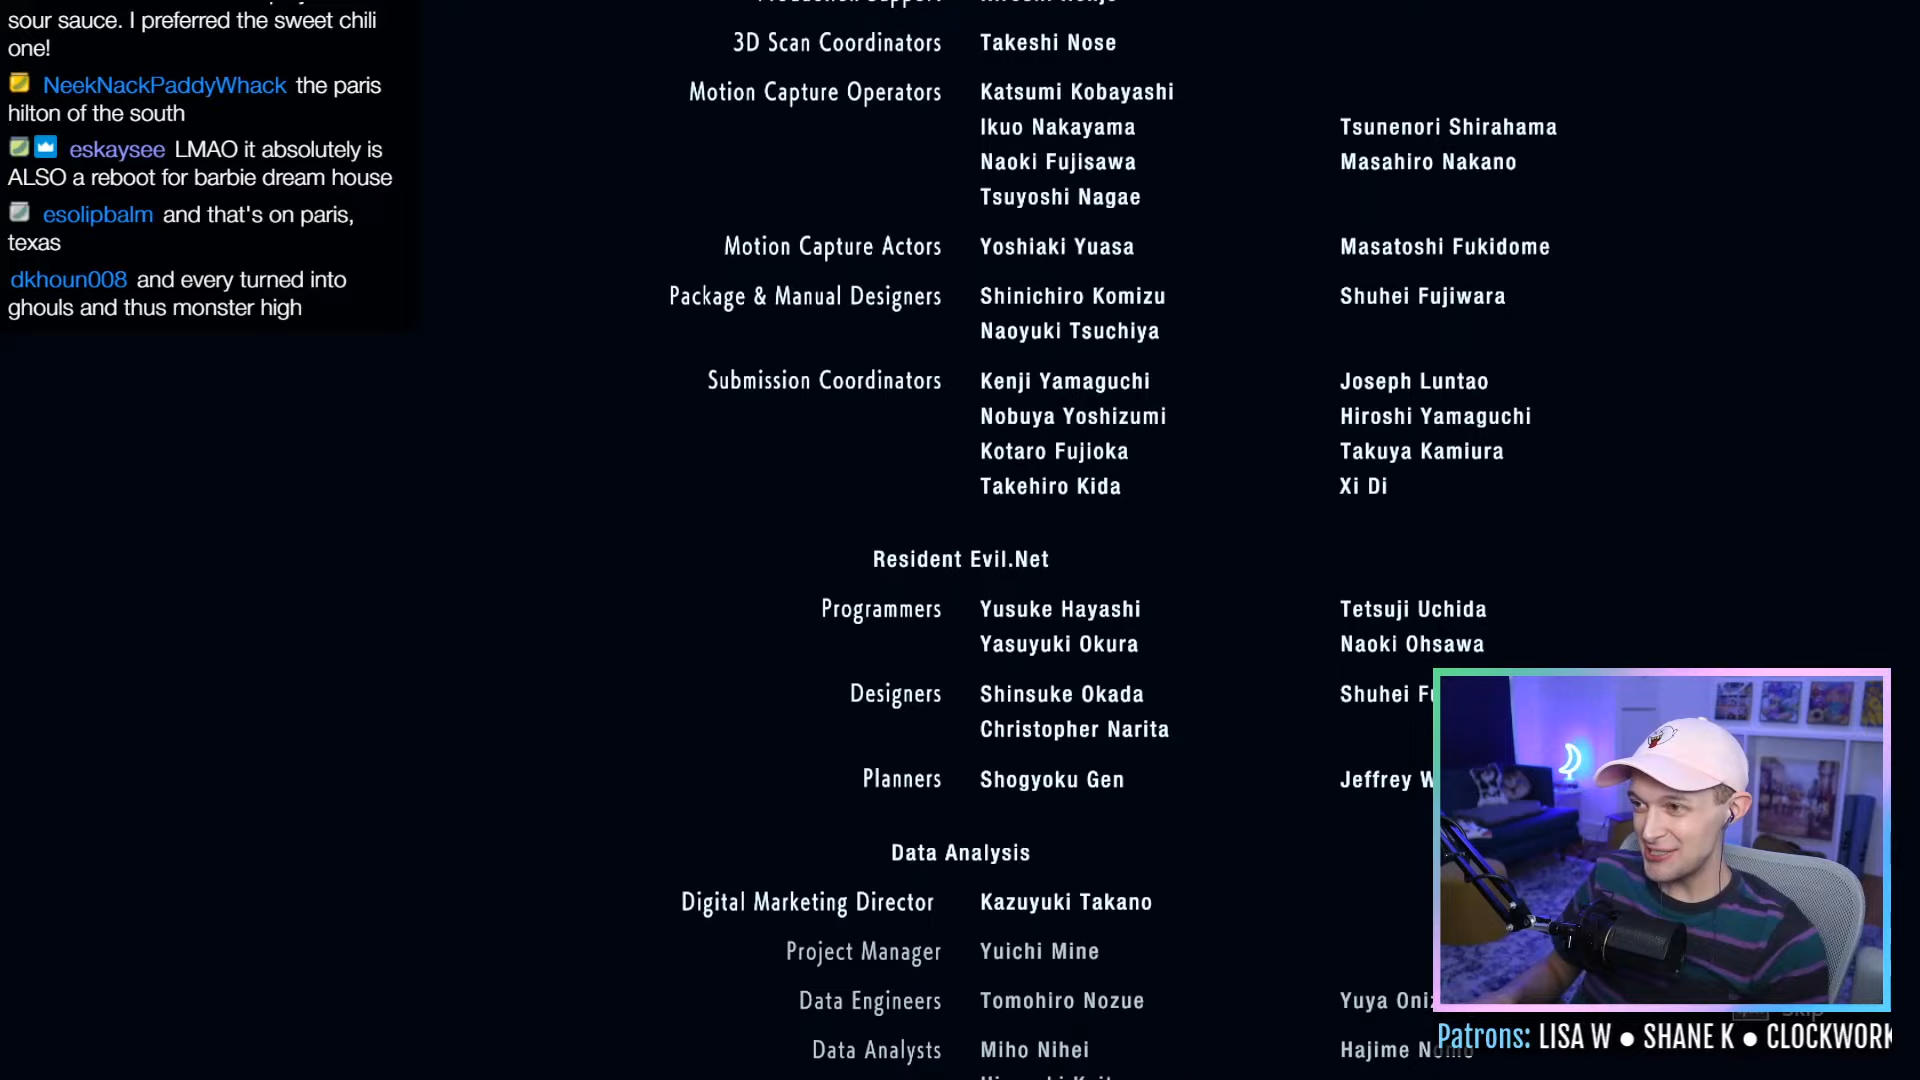 sour sauce. I preferred the sweet chili
one!
NeekNackPaddyWhack the paris
hilton of the south
eskaysee LMAO it absolutely is
ALSO a reboot for barbie dream house
esolipbalm and that's on paris,
texas
dkhoun008 and every turned into
ghouls and thus monster high
3D Scan Coordinators Takeshi Nose
Motion Capture Operators Katsumi Kobayashi
Ikuo Nakayama Tsunenori Shirahama
Naoki Fujisawa Masahiro Nakano
Tsuyoshi Nagae
Motion Capture Actors Yoshiaki Yuasa Masatoshi Fukidome
Package & Manual Designers Shinichiro Komizu Shuhei Fujiwara
Naoyuki Tsuchiya
Submission Coordinators Kenji Yamaguchi Joseph Luntao
Nobuya Yoshizumi Hiroshi Yamaguchi
Kotaro Fujioka Takuya Kamiura
Takehiro Kida Xi Di
Resident Evil.Net
Programmers Yusuke Hayashi Tetsuji Uchida
Yasuyuki Okura Naoki Ohsawa
Designers Shinsuke Okada Shuhei
Christopher Narita
Planners Shogyoku Gen Jeffrey
Data Analysis
Digital Marketing Director Kazuyuki Takano
Project Manager Yuichi Mine
Data Engineers Tomohiro Nozue Yuya
Data Analysts Miho Nihei Hajime
Patrons: LISA W ● SHANE K ● CLOCKWORK